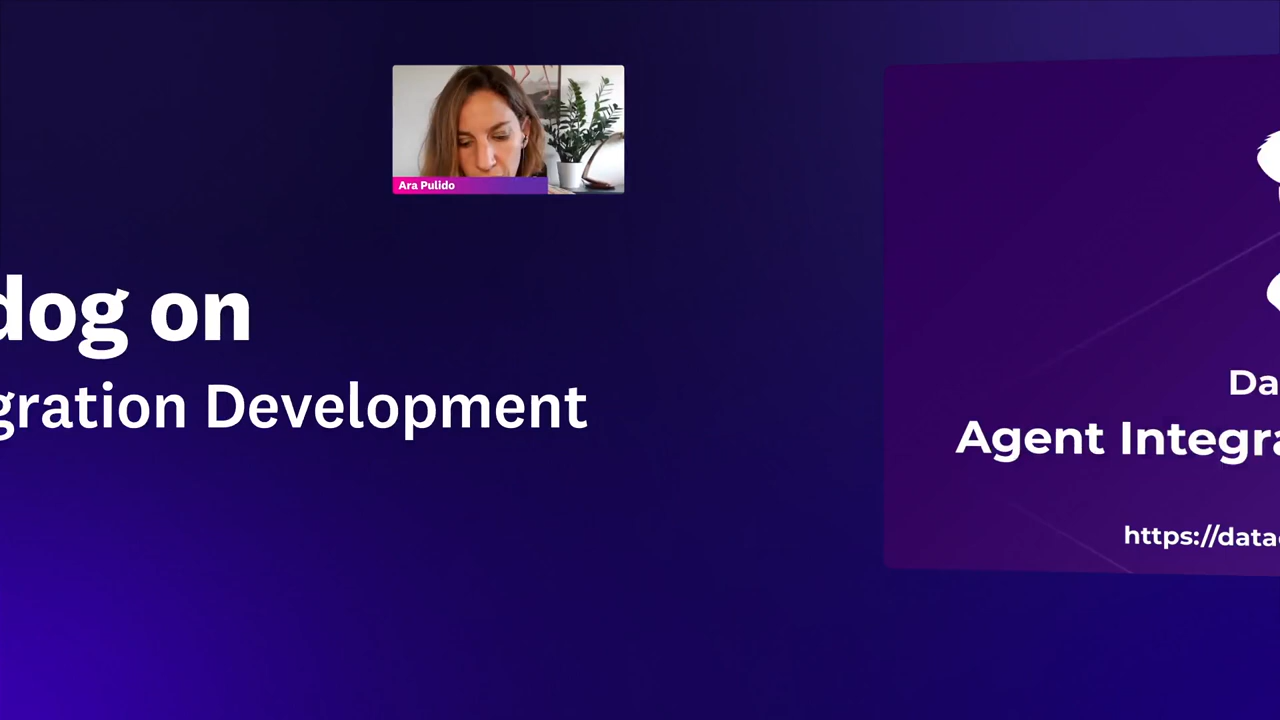 Ara Pulido
dog on
gration Development
Da
Agent Integra
https://datad